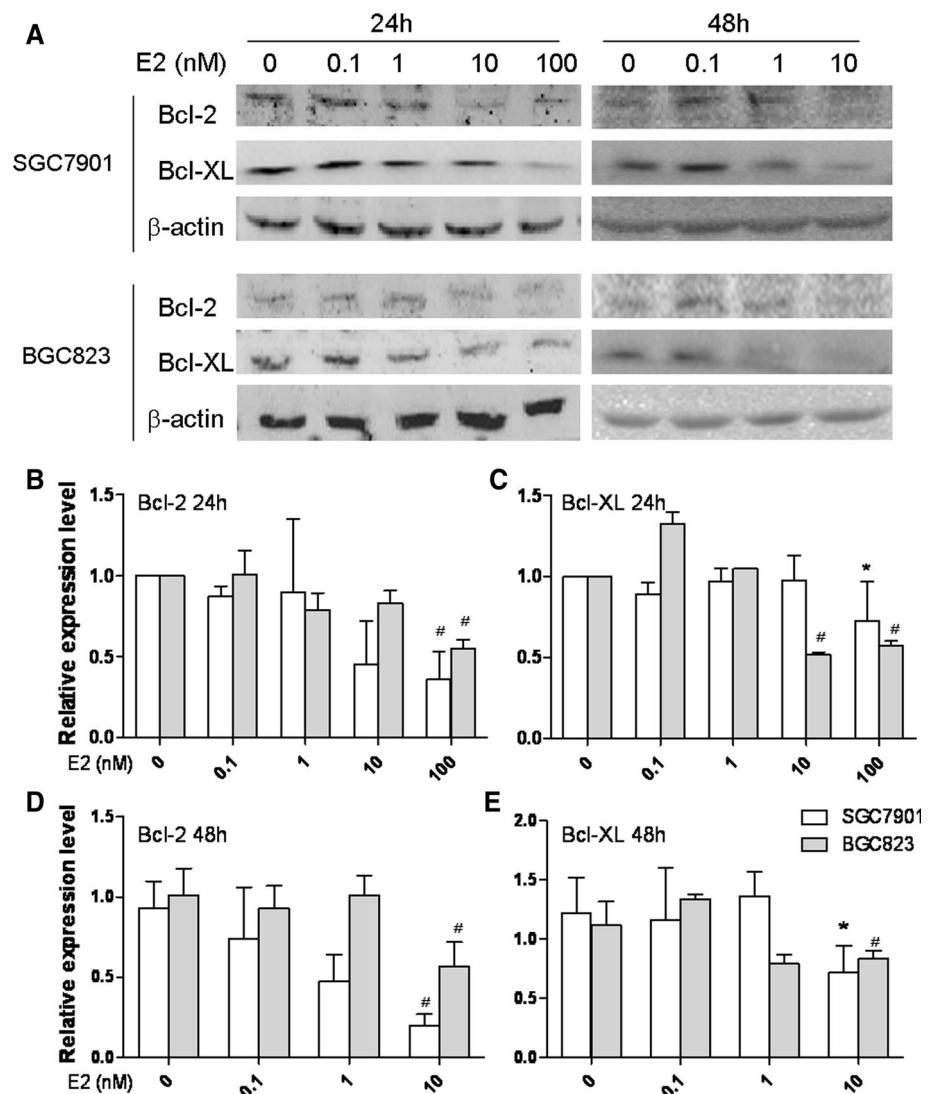 A
24h
48h
E2 (nM) 0 0.1 1 10 100 0 0.1 1 10
SGC7901
Bcl-2
Bcl-XL
β-actin
BGC823
Bcl-2
Bcl-XL
β-actin
B
Relative expression level
1.5
1.0
0.5
0.0
Bcl-2 24h
# #
E2 (nM) 0 0.1 1 10 100
C
1.5
1.0
0.5
0.0
Bcl-XL 24h
# * #
0 0.1 1 10 100
D
Relative expression level
1.5
1.0
0.5
0.0
Bcl-2 48h
# #
E2 (nM) 0 0.1 1 10
E
2.0
1.5
1.0
0.5
0.0
Bcl-XL 48h
SGC7901
BGC823
* #
0 0.1 1 10